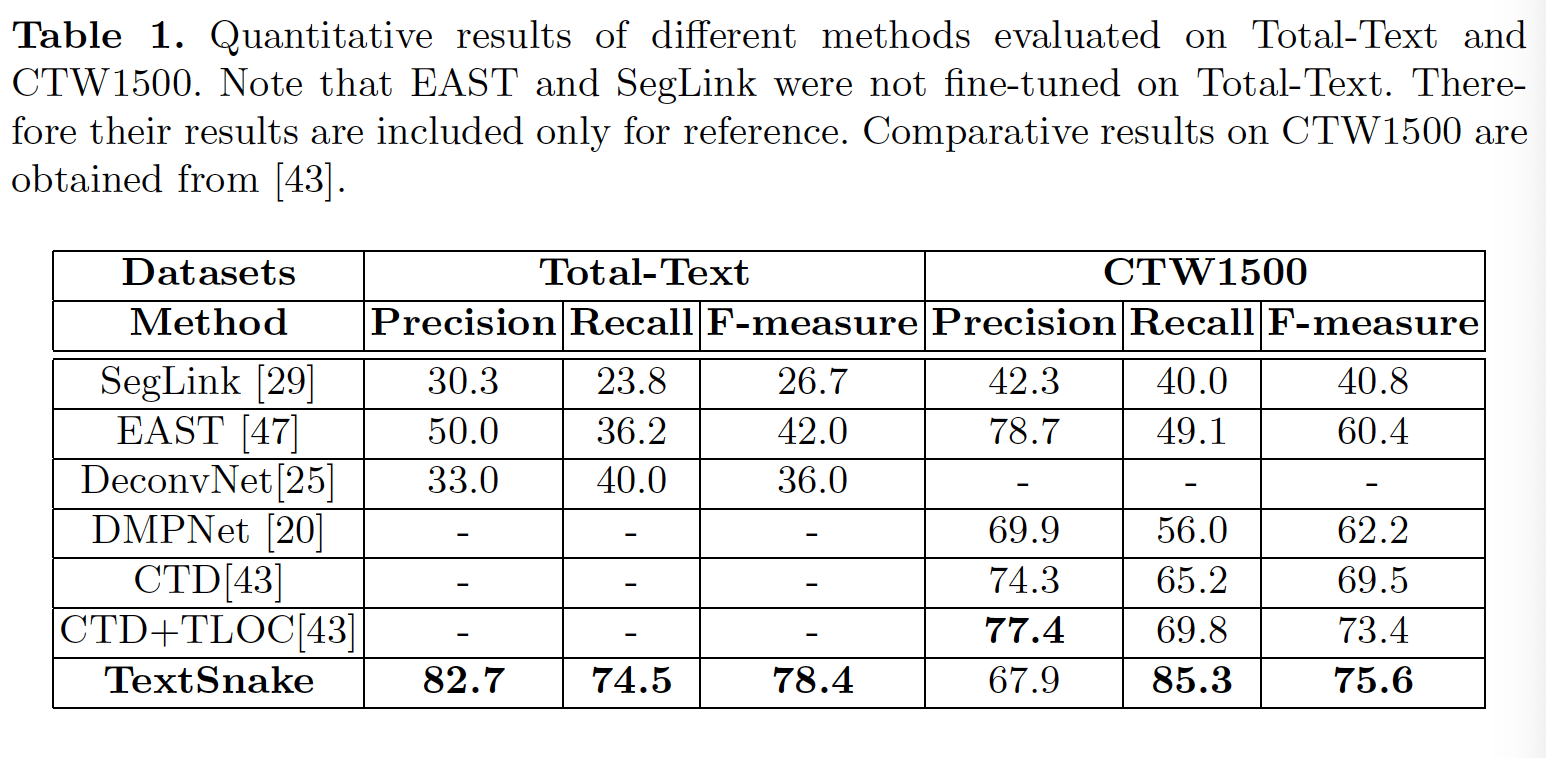 Table 1. Quantitative results of different methods evaluated on Total-Text and
CTW1500. Note that EAST and SegLink were not fine-tuned on Total-Text. There-
fore their results are included only for reference. Comparative results on CTW1500 are
obtained from [43].
Datasets Total-Text CTW1500
Method Precision Recall F-measure Precision Recall F-measure
SegLink [29] 30.3 23.8 26.7 42.3 40.0 40.8
EAST [47] 50.0 36.2 42.0 78.7 49.1 60.4
DeconvNet[25] 33.0 40.0 36.0 - - -
DMPNet [20] - - - 69.9 56.0 62.2
CTD[43] - - - 74.3 65.2 69.5
CTD+TLOC[43] - - - 77.4 69.8 73.4
TextSnake 82.7 74.5 78.4 67.9 85.3 75.6